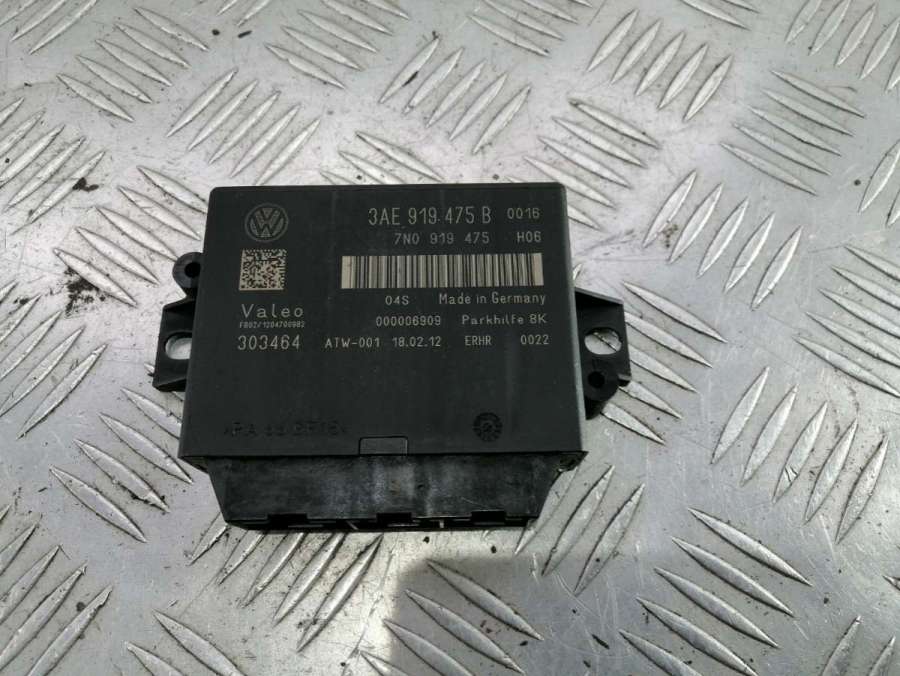 3AE 919 475 B 0016
7N0 919 475 H06
04S Made in Germany
Valeo
000006909 Parkhilfe 8K
303464 ATW-001 18.02.12 ERHR 0022